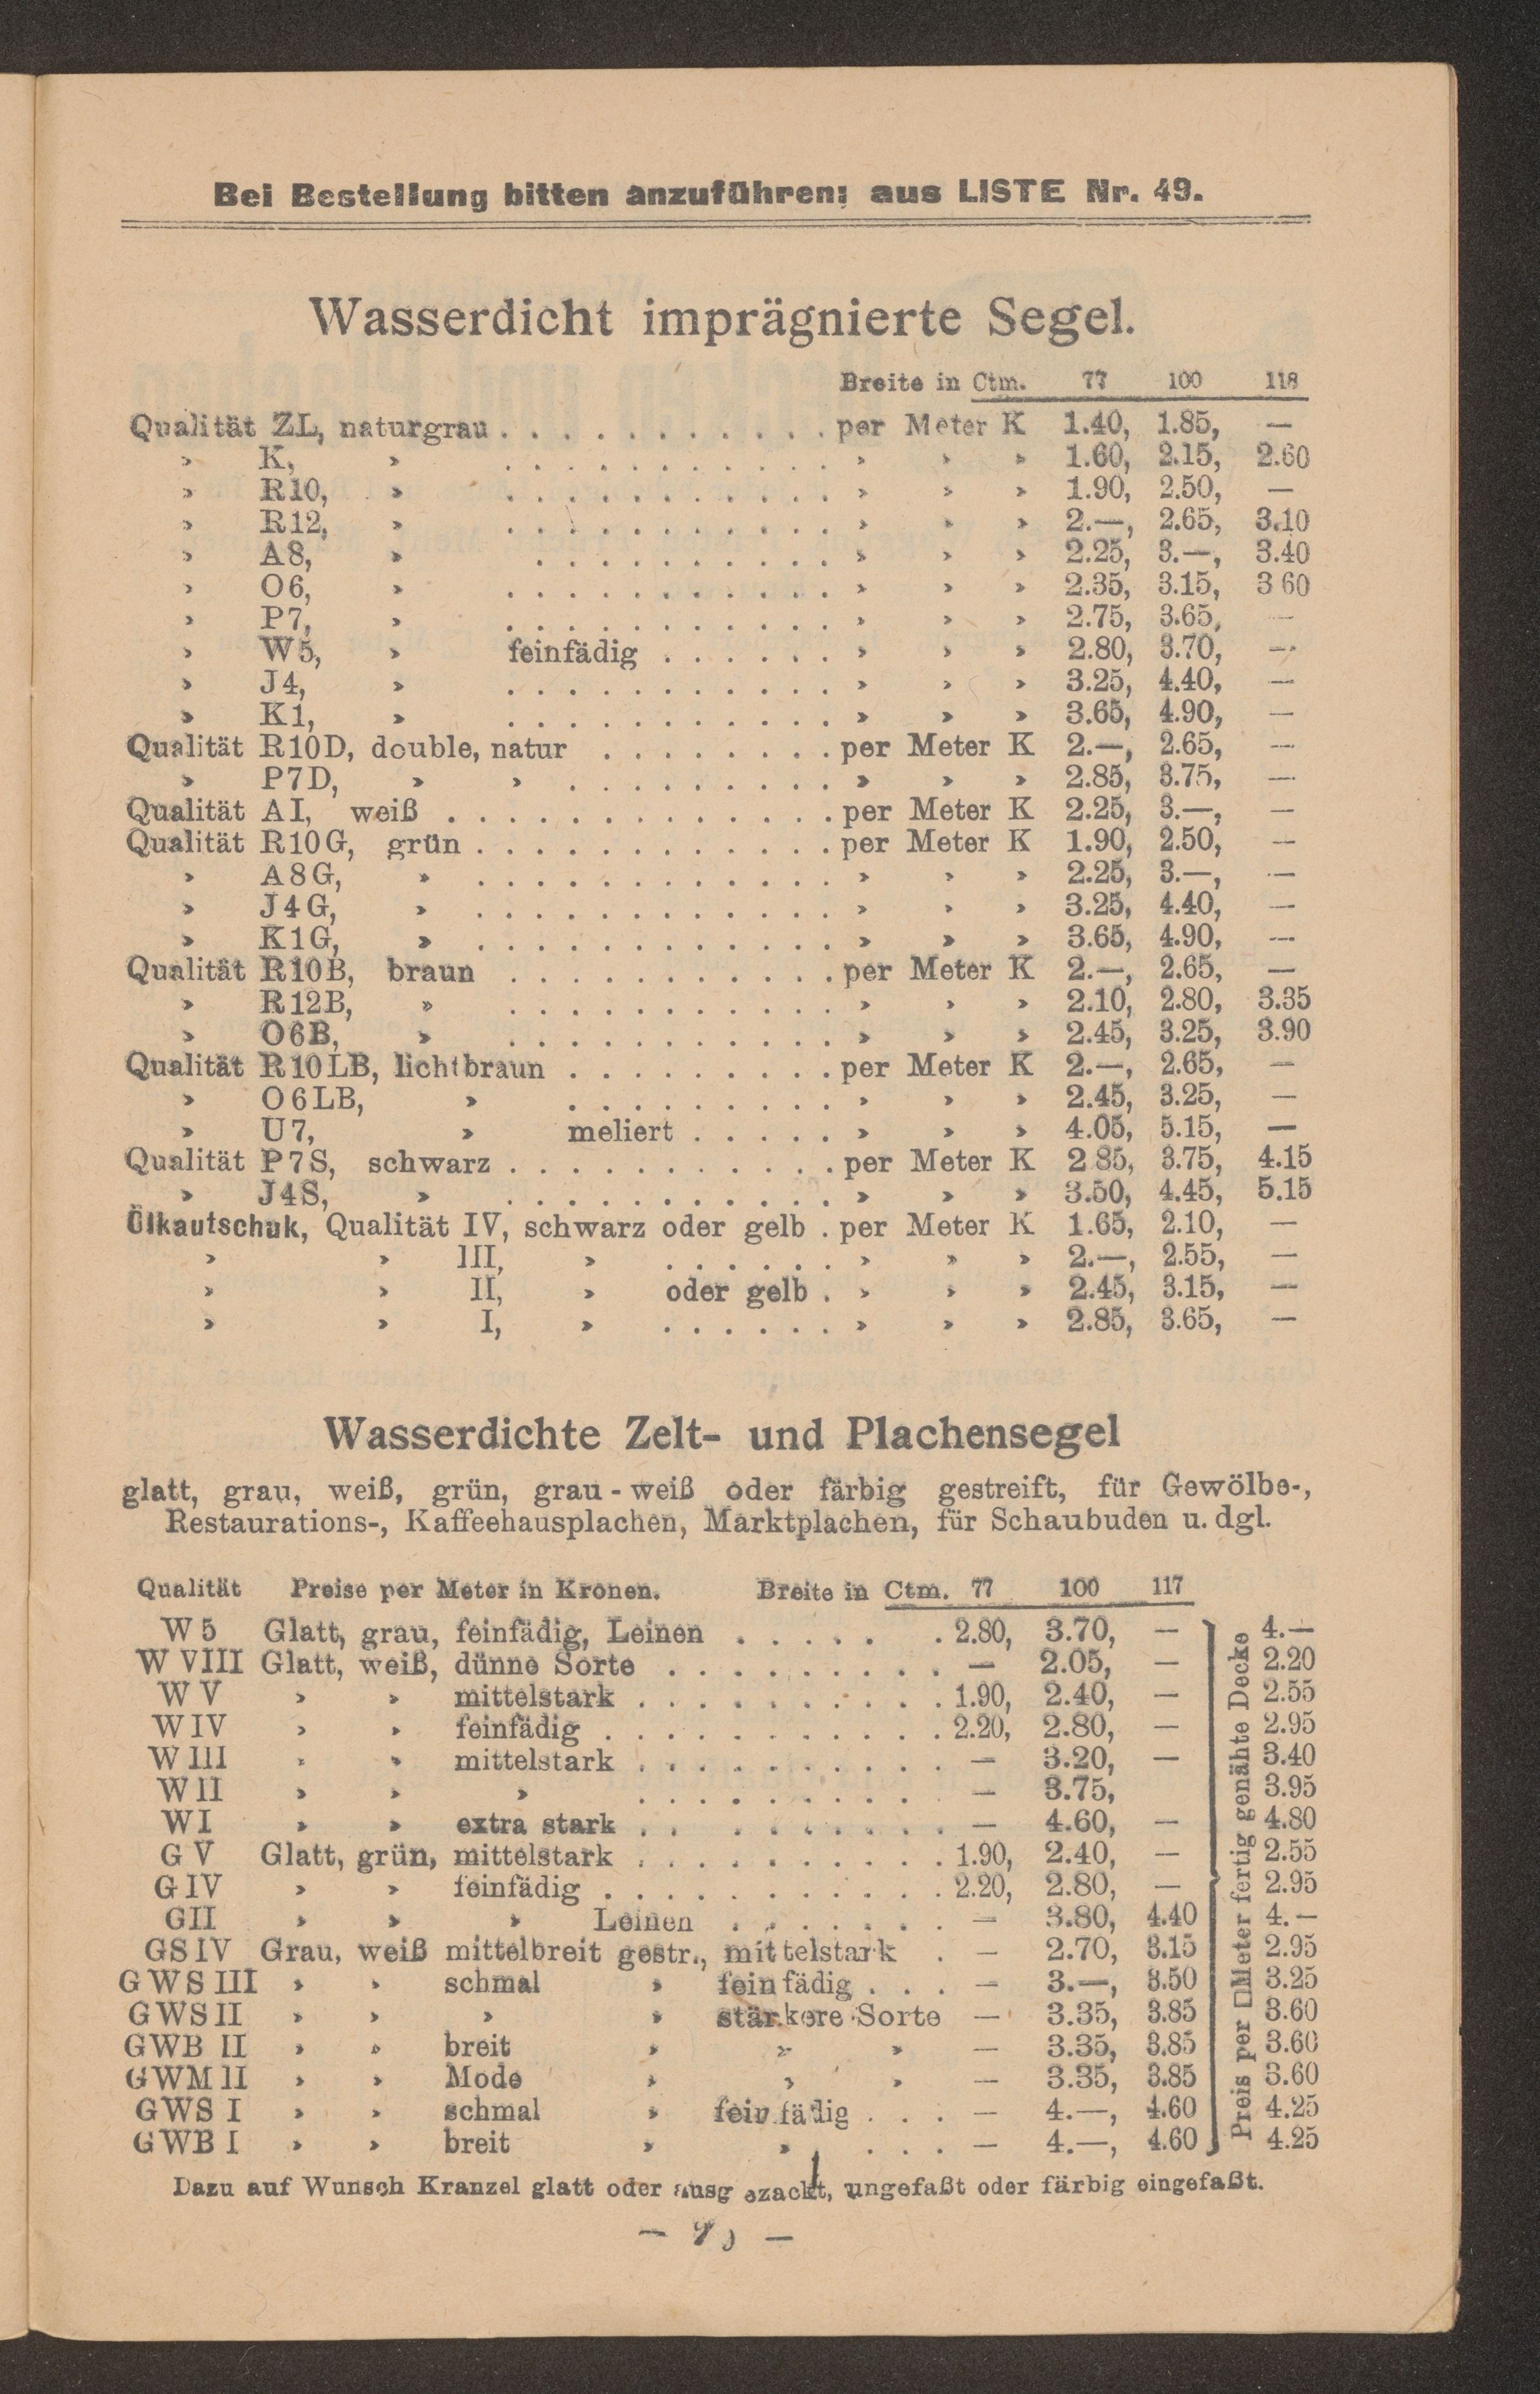 Bei Bestellung bitten anzuführen: aus LISTE Nr. 49.
Wasserdicht imprägnierte Segel.
Breite in Ctm. 77 100 118
Qualität ZL, naturgrau . . . . . . . . . . . per Meter K 1.40, 1.85, —
» K, » . . . . . . . . . . . » » » 1.60, 2.15, 2.60
» R10, » . . . . . . . . . . . » » » 1.90, 2.50, —
» R12, » . . . . . . . . . . . » » » 2.—, 2.65, 3.10
» A8, » . . . . . . . . . . » » » 2.25, 3.—, 3.40
» O6, » . . . . . . . . . . . » » » 2.35, 3.15, 3 60
» P7, » . . . . . . . . . . . » » » 2.75, 3.65, —
» W5, » feinfädig . . . . . . » » » 2.80, 3.70, —
» J4, » . . . . . . . . . . . » » » 3.25, 4.40, —
» K1, » . . . . . . . . . . . » » » 3.65, 4.90, —
Qualität R10D, double, natur . . . . . . . . per Meter K 2.—, 2.65, —
» P7D, » » . . . . . . . . . » » » 2.85, 3.75, —
Qualität AI, weiß . . . . . . . . . . . . . per Meter K 2.25, 3.—, —
Qualität R10G, grün . . . . . . . . . . . . per Meter K 1.90, 2.50, —
» A8G, » . . . . . . . . . . . . » » » 2.25, 3.—, —
» J4G, » . . . . . . . . . . . . » » » 3.25, 4.40, —
» K1G, » . . . . . . . . . . . . » » » 3.65, 4.90, —
Qualität R10B, braun . . . . . . . . . . . per Meter K 2.—, 2.65, —
» R12B, » . . . . . . . . . . . » » » 2.10, 2.80, 3.35
» O6B, » . . . . . . . . . . . » » » 2.45, 3.25, 3.90
Qualität R10LB, lichtbraun . . . . . . . . . per Meter K 2.—, 2.65, —
» O6LB, » . . . . . . . . . » » » 2.45, 3.25, —
» U7, » meliert . . . . . » » » 4.05, 5.15, —
Qualität P7S, schwarz . . . . . . . . . . . per Meter K 2 85, 3.75, 4.15
» J4S, » . . . . . . . . . . . » » » 3.50, 4.45, 5.15
Ölkautschuk, Qualität IV, schwarz oder gelb . per Meter K 1.65, 2.10, —
» » III, » . . . . . . » » » 2.—, 2.55, —
» » II, » oder gelb . » » » 2.45, 3.15, —
» » I, » . . . . . . » » » 2.85, 3.65, —
Wasserdichte Zelt- und Plachensegel
glatt, grau, weiß, grün, grau-weiß oder färbig gestreift, für Gewölbe-,
Restaurations-, Kaffeehausplachen, Marktplachen, für Schaubuden u. dgl.
Qualität Preise per Meter in Kronen. Breite in Ctm. 77 100 117
W 5 Glatt, grau, feinfädig, Leinen . . . . . . 2.80, 3.70, — 4.—
W VIII Glatt, weiß, dünne Sorte . . . . . . . . . — 2.05, — 2.20
W V » » mittelstark . . . . . . . . . . 1.90, 2.40, — 2.55
W IV » » feinfädig . . . . . . . . . . . 2.20, 2.80, — 2.95
W III » » mittelstark . . . . . . . . . . — 3.20, — 3.40
W II » » » . . . . . . . . . . — 3.75, 3.95
W I » » extra stark . . . . . . . . . — 4.60, — 4.80
G V Glatt, grün, mittelstark . . . . . . . . . . 1.90, 2.40, — 2.55
G IV » » feinfädig . . . . . . . . . . . 2.20, 2.80, — 2.95
GII » » » Leinen . . . . . . . — 3.80, 4.40 4.—
GS IV Grau, weiß mittelbreit gestr., mittelstark . — 2.70, 3.15 2.95
GWS III » » schmal » feinfädig . . . — 3.—, 3.50 3.25
GWS II » » » » stärkere Sorte — 3.35, 3.85 3.60
GWB II » » breit » » » — 3.35, 3.85 3.60
GWM II » » Mode » » » — 3.35, 3.85 3.60
GWS I » » schmal » feinfädig . . . — 4.—, 4.60 4.25
GWB I » » breit » » . . . — 4.—, 4.60 4.25
Preis per □Meter fertig genähte Decke
Dazu auf Wunsch Kranzel glatt oder ausgezackt, ungefaßt oder färbig eingefaßt.